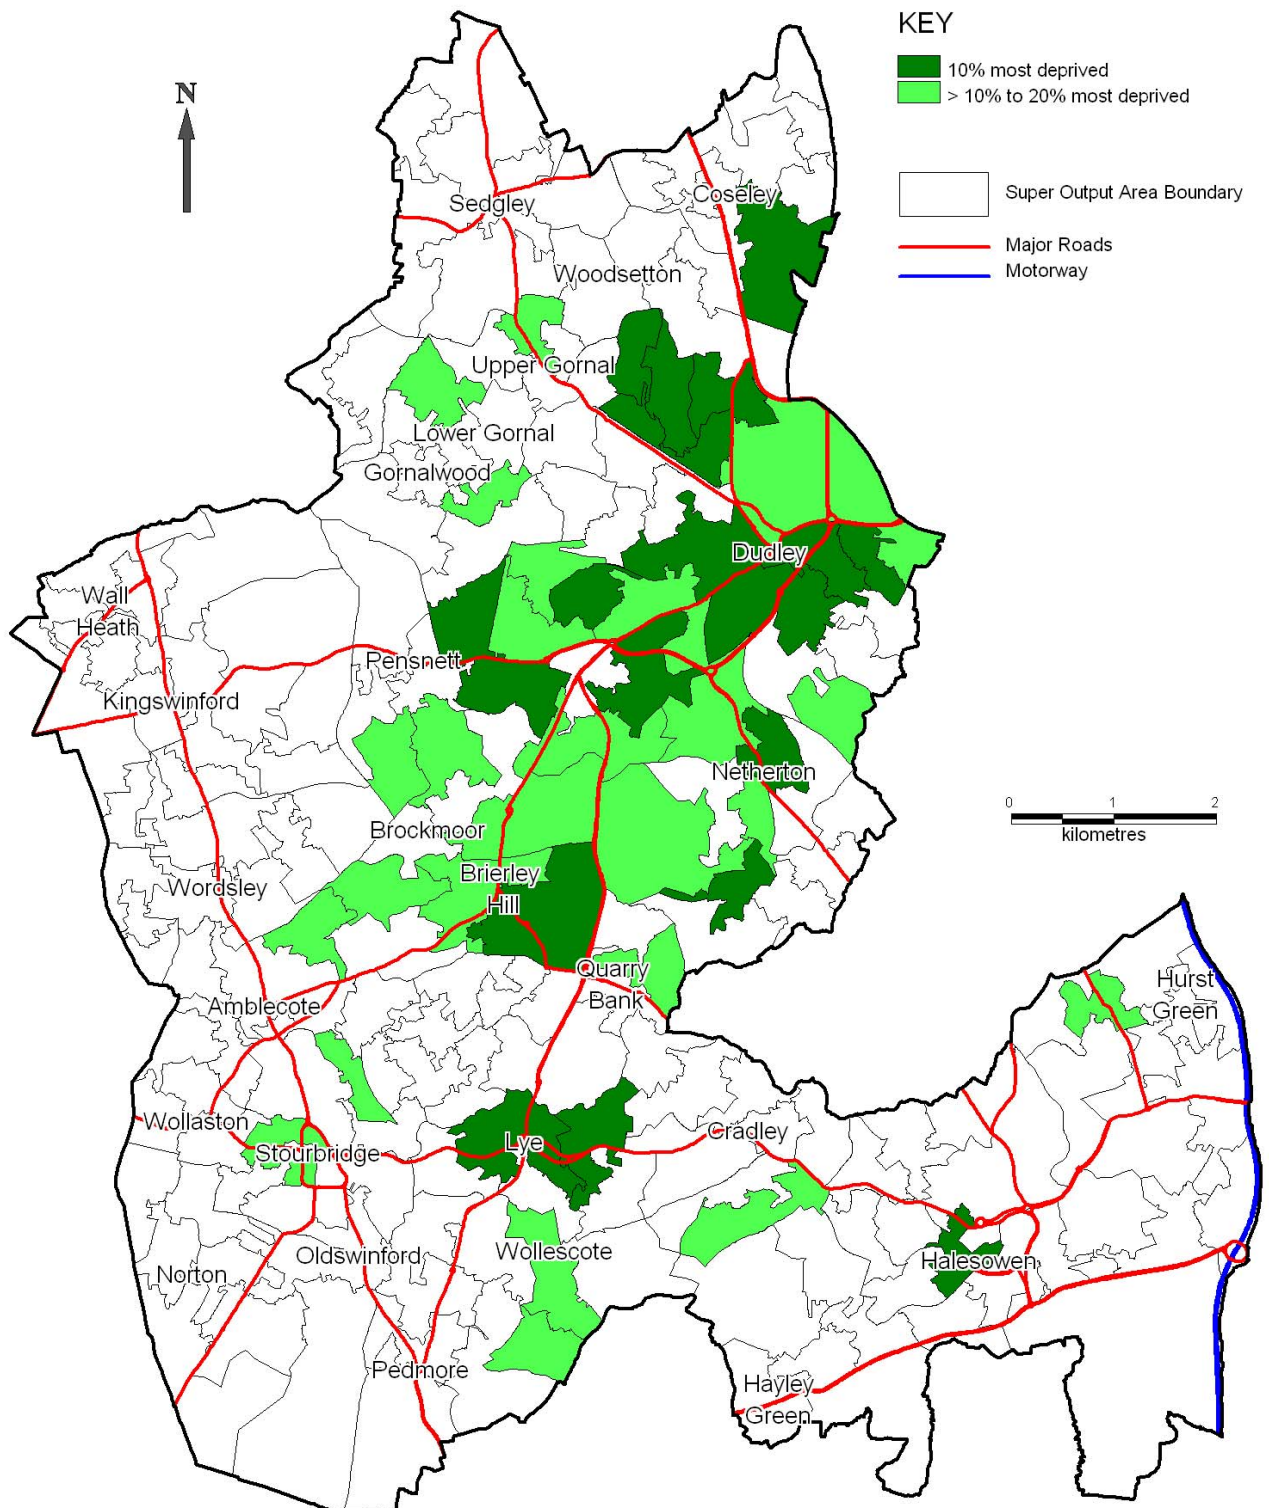 KEY
10% most deprived
> 10% to 20% most deprived
N
Super Output Area Boundary
Major Roads
Motorway
Sedgley
Coseley
Woodsetton
Upper Gornal
Lower Gornal
Gornalwood
Dudley
Wall
Heath
Pensnett
Kingswinford
Netherton
0 1 2
kilometres
Brockmoor
Brierley
Hill
Wordsley
Quarry
Bank
Hurst
Green
Amblecote
Wollaston
Stourbridge
Lye
Cradley
Wollescote
Oldswinford
Norton
Halesowen
Pedmore
Hayley
Green